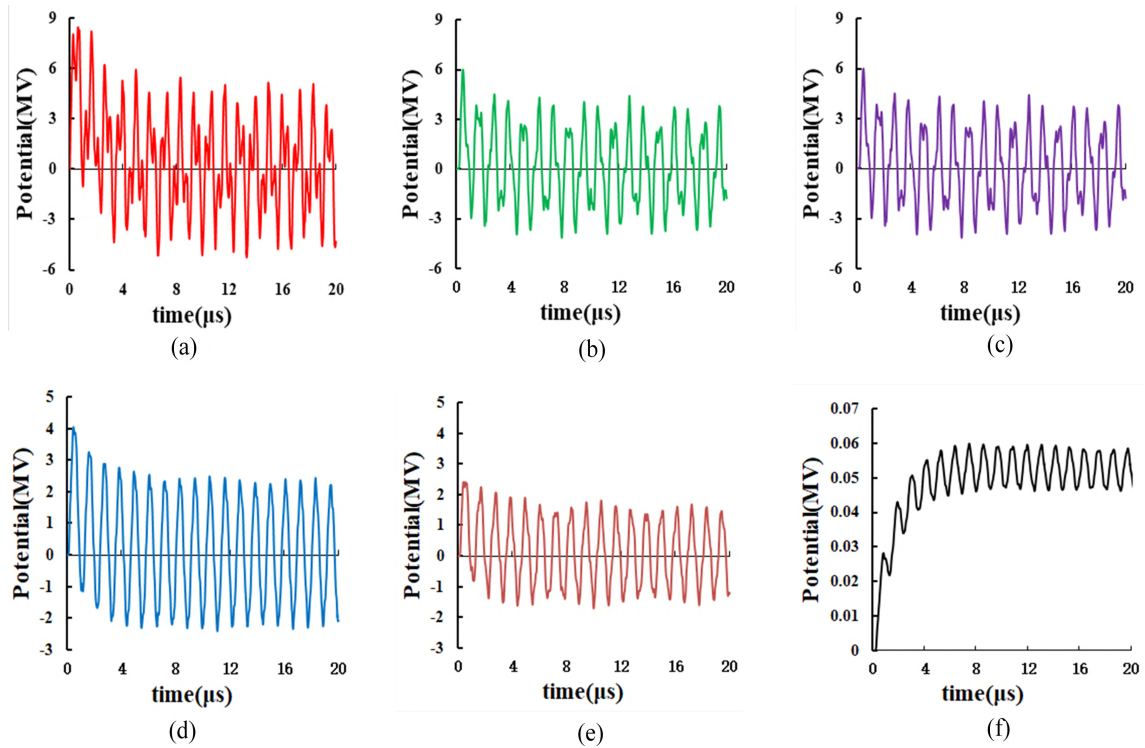 9
6
3
0
-3
-6
Potential(MV)
0 4 8 12 16 20
time(μs)
(a)
9
6
3
0
-3
-6
Potential(MV)
0 4 8 12 16 20
time(μs)
(b)
9
6
3
0
-3
-6
Potential(MV)
0 4 8 12 16 20
time(μs)
(c)
5
4
3
2
1
0
-1
-2
-3
Potential(MV)
0 4 8 12 16 20
time(μs)
(d)
5
4
3
2
1
0
-1
-2
-3
Potential(MV)
0 4 8 12 16 20
time(μs)
(e)
0.07
0.06
0.05
0.04
0.03
0.02
0.01
0
Potential(MV)
0 4 8 12 16 20
time(μs)
(f)